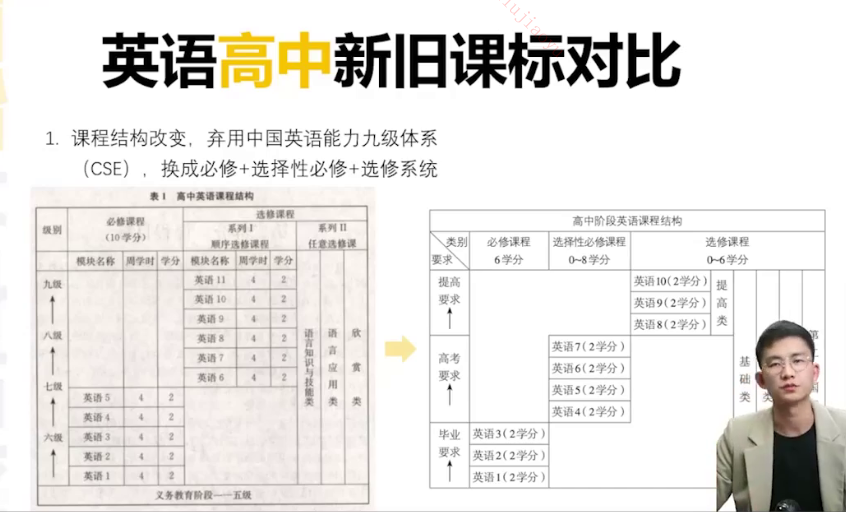 英语高中新旧课标对比
1. 课程结构改变，弃用中国英语能力九级体系
（CSE），换成必修+选择性必修+选修系统
表1 高中英语课程结构
级别 必修课程 选修课程
（10学分） 系列I 系列II
顺序选修课程 任意选修课
模块名称 周学时 学分 模块名称 周学时 学分
九级 英语11 4 2
英语10 4 2
英语9 4 2
八级 英语8 4 2
英语7 4 2
英语6 4 2
七级 英语5 4 2
英语4 4 2
六级 英语3 4 2
英语2 4 2
英语1 4 2
语言知识与技能类
语言应用类
欣赏类
义务教育阶段——五级
高中阶段英语课程结构
类别 必修课程 选择性必修课程 选修课程
要求 6学分 0~8学分 0~6学分
提高要求 英语10(2学分)
英语9(2学分)
英语8(2学分)
提高类
高考要求 英语7(2学分)
英语6(2学分)
英语5(2学分)
英语4(2学分)
毕业要求 英语3(2学分)
英语2(2学分)
英语1(2学分)
基础类